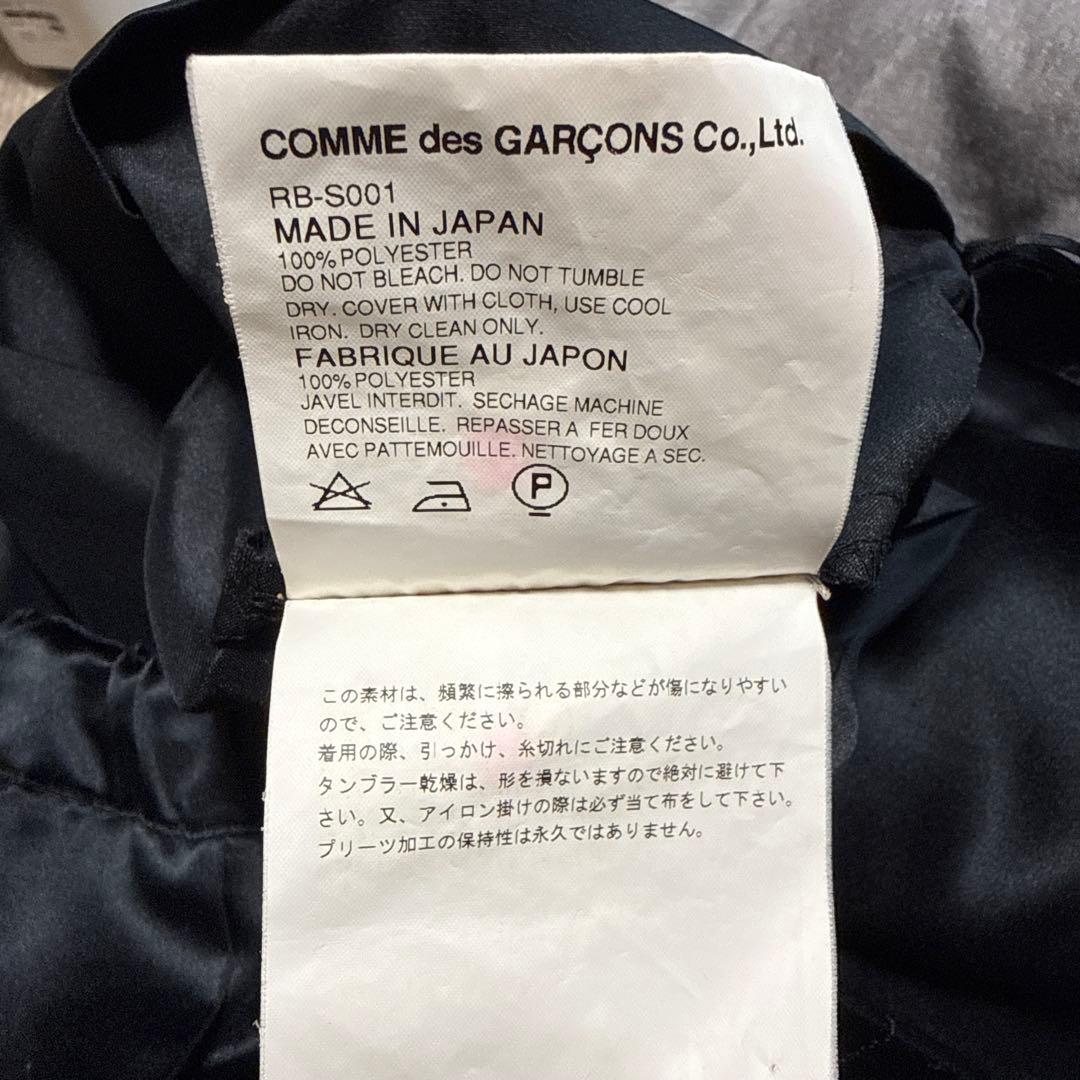 COMME des GARÇONS Co.,Ltd.
RB-S001
MADE IN JAPAN
100% POLYESTER
DO NOT BLEACH. DO NOT TUMBLE
DRY. COVER WITH CLOTH, USE COOL
IRON. DRY CLEAN ONLY.
FABRIQUE AU JAPON
100% POLYESTER
JAVEL INTERDIT. SECHAGE MACHINE
DECONSEILLE. REPASSER A FER DOUX
AVEC PATTEMOUILLE. NETTOYAGE A SEC.
P
この素材は、頻繁に擦られる部分などが傷になりやすい
ので、ご注意ください。
着用の際、引っかけ、糸切れにご注意ください。
タンブラー乾燥は、形を損ないますので絶対に避けて下
さい。又、アイロン掛けの際は必ず当て布をして下さい。
プリーツ加工の保持性は永久ではありません。